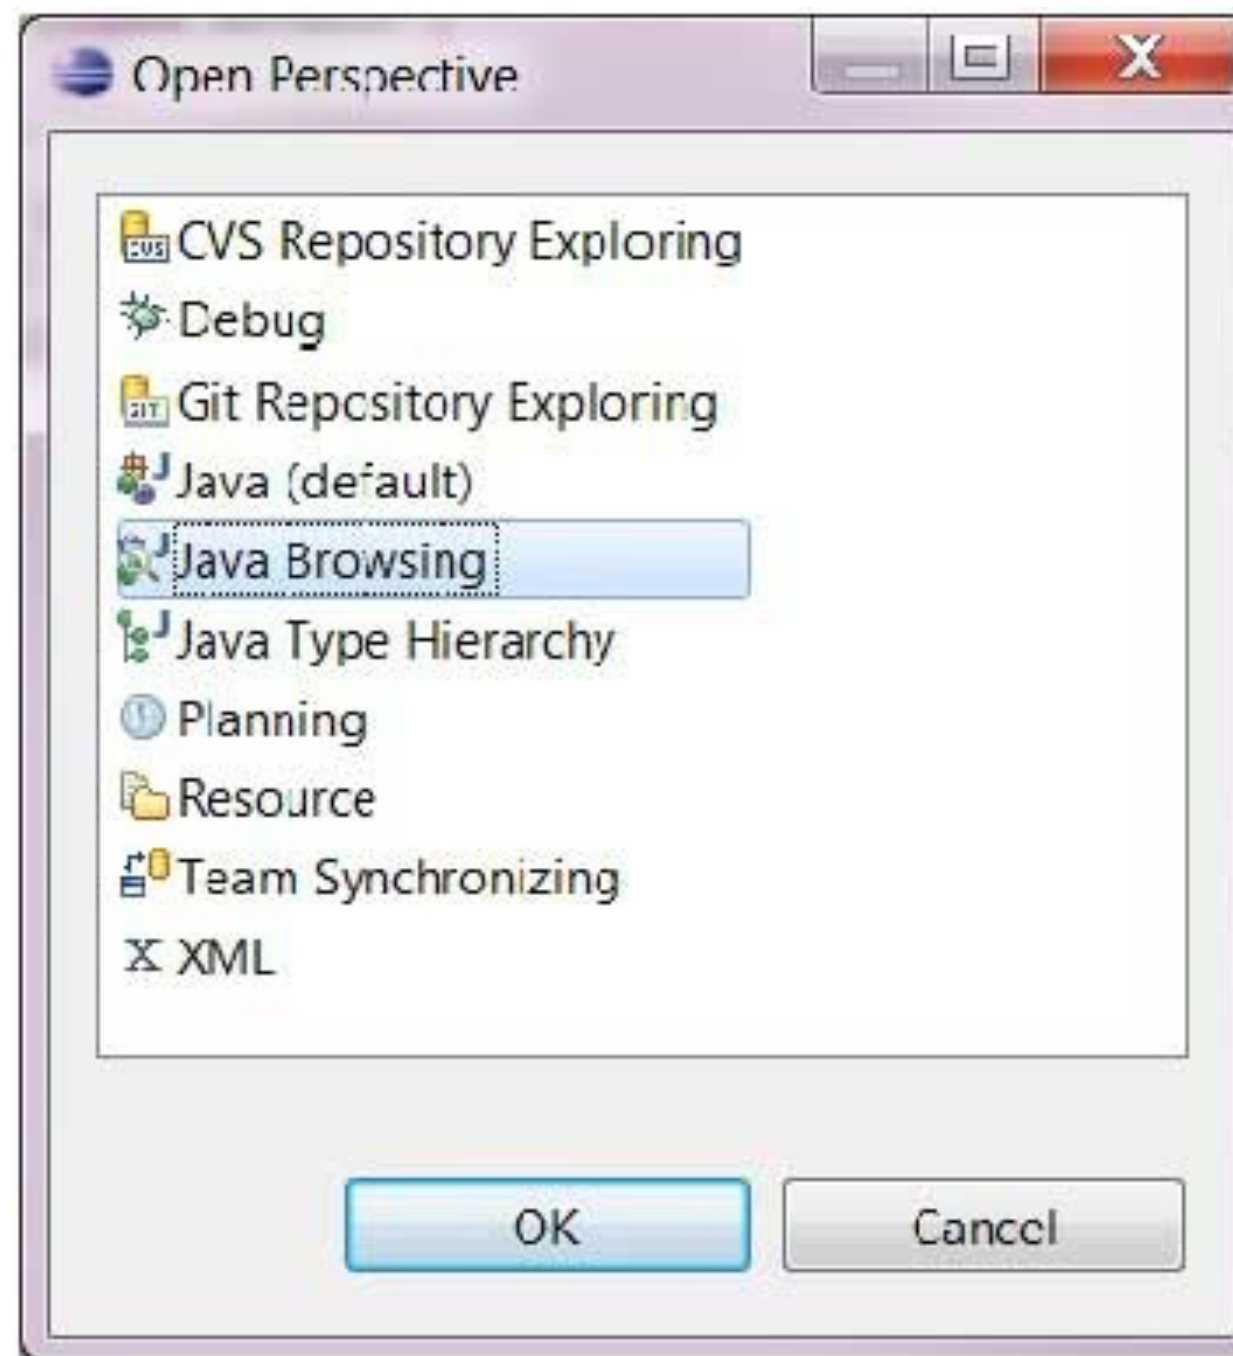 Open Perspective
CVS Repository Exploring
Debug
Git Repository Exploring
Java (default)
Java Browsing
Java Type Hierarchy
Planning
Resource
Team Synchronizing
X XML
OK
Cancel